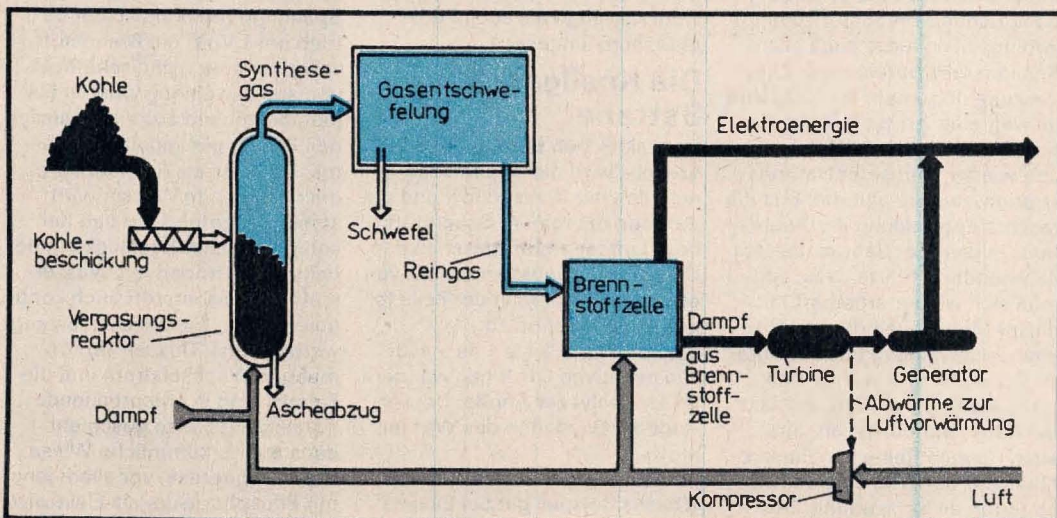 Kohle
Synthese-
gas
Gasentschwe-
felung
Elektroenergie
Schwefel
Kohle-
beschickung
Reingas
Brenn-
stoffzelle
Vergasungs-
reaktor
Dampf
aus
Brenn-
stoff-
zelle
Turbine
Generator
Dampf
Ascheabzug
Abwärme zur
Luftvorwärmung
Kompressor
Luft